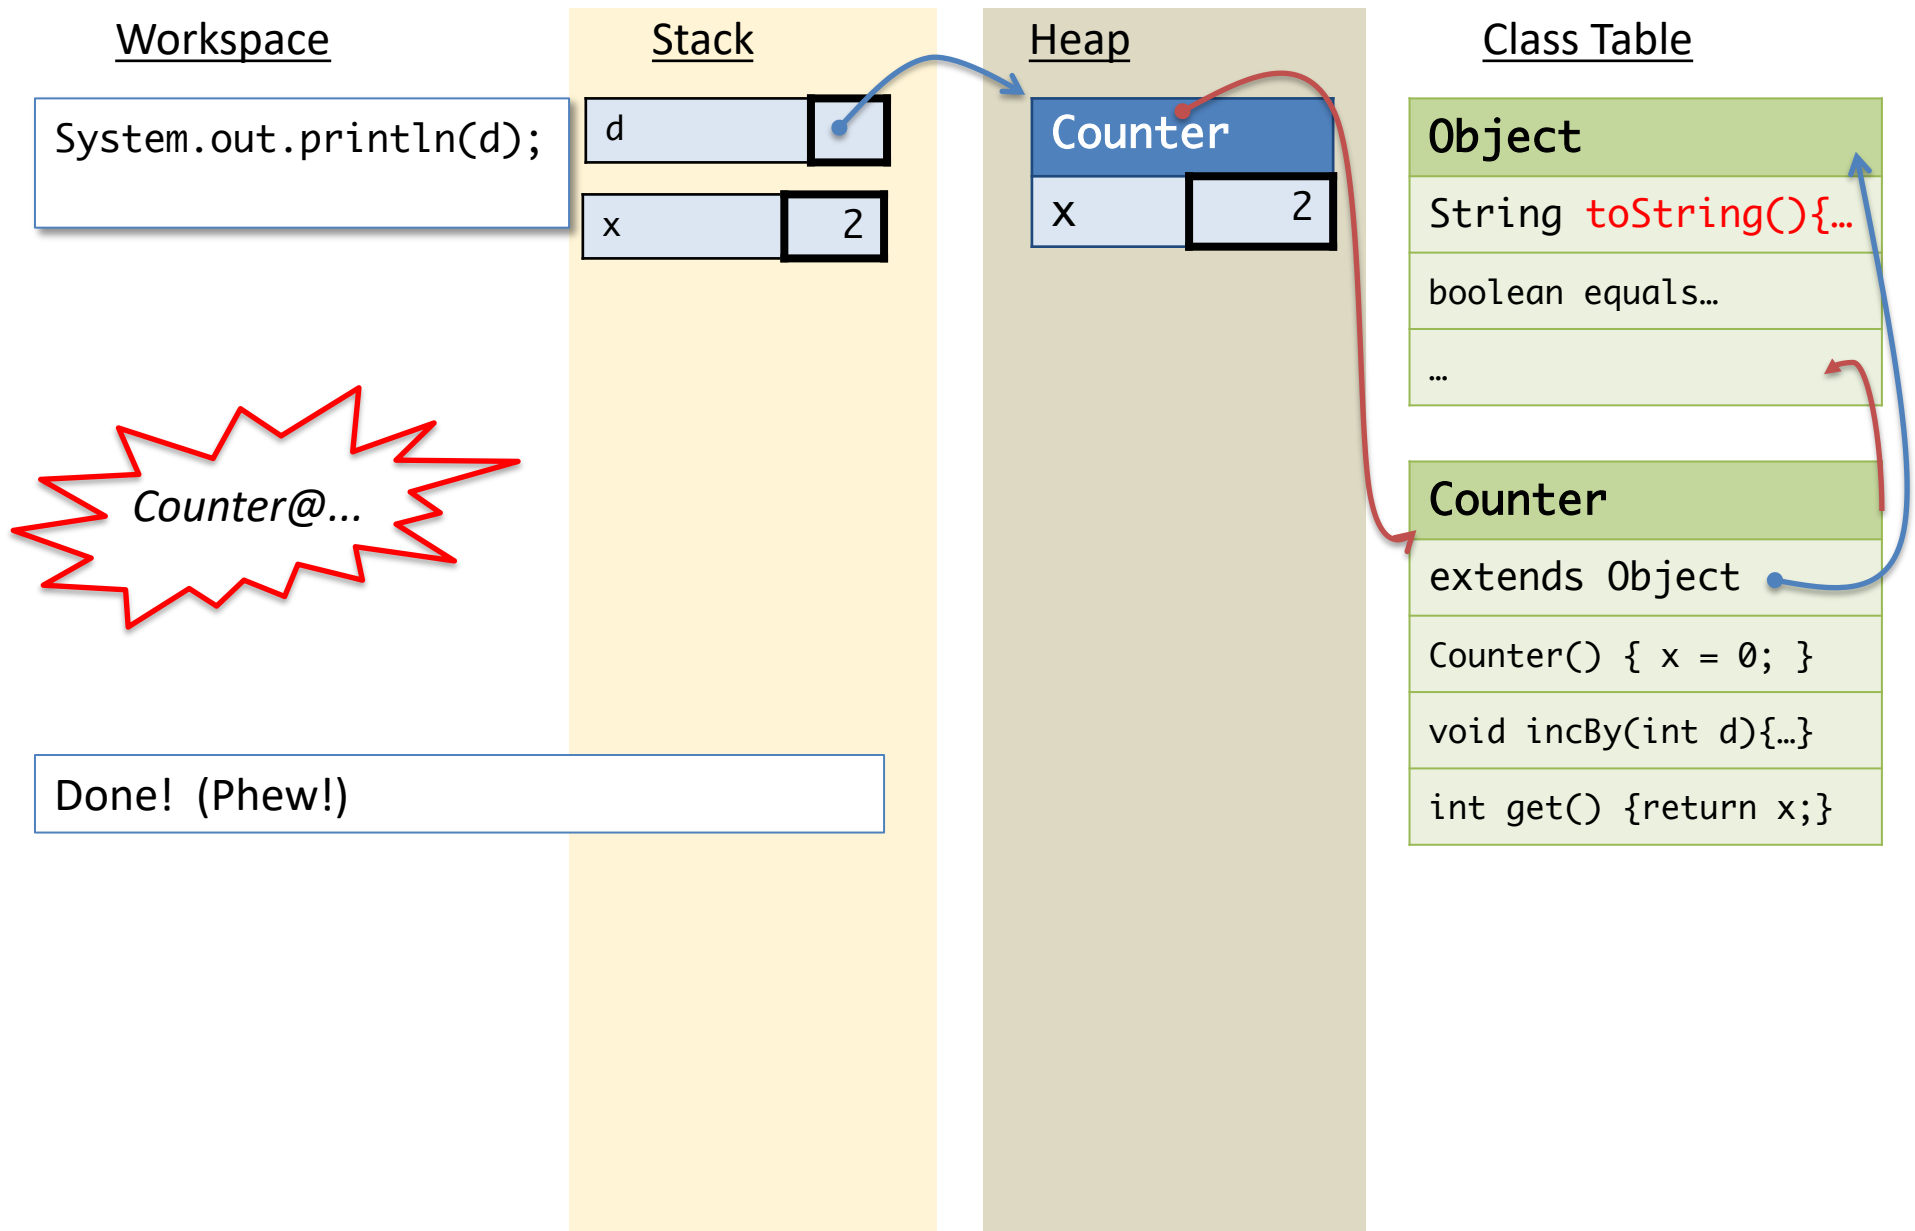 Workspace
System.out.println(d);
Counter@...
Done! (Phew!)
Stack
d
x 2
Heap
Counter
x 2
Class Table
Object
String toString(){…
boolean equals…
…
Counter
extends Object
Counter() { x = 0; }
void incBy(int d){…}
int get() {return x;}